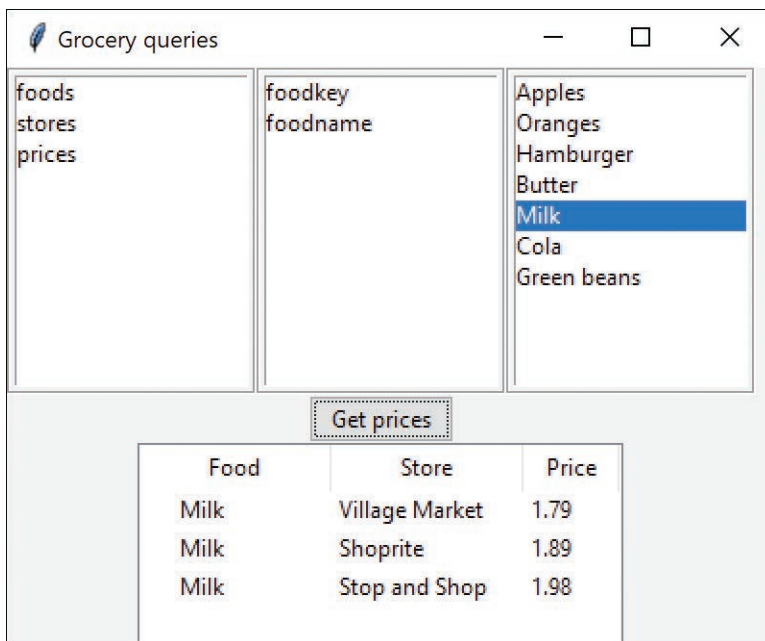 Grocery queries
foods
stores
prices
foodkey
foodname
Apples
Oranges
Hamburger
Butter
Milk
Cola
Green beans
Get prices
Food Store Price
Milk Village Market 1.79
Milk Shoprite 1.89
Milk Stop and Shop 1.98